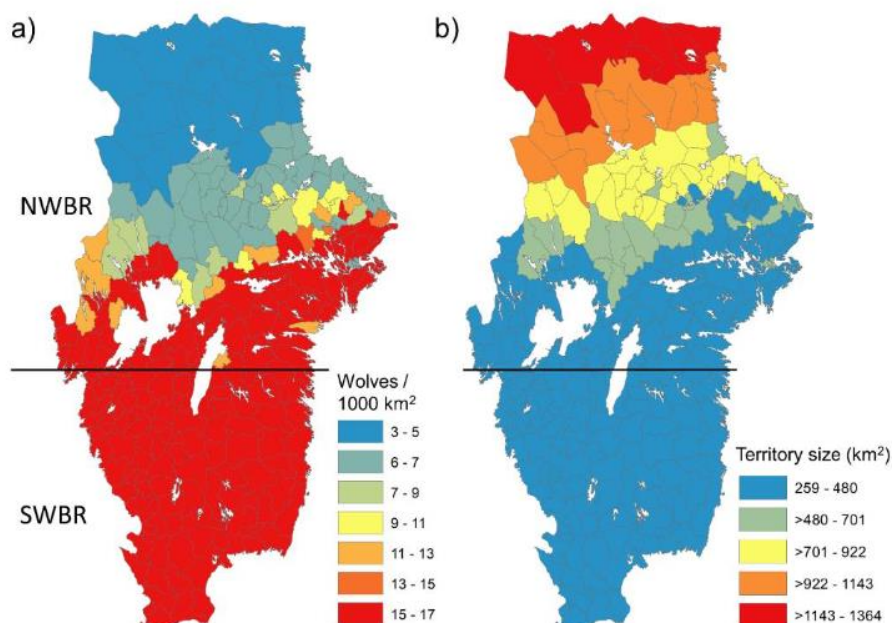 a)
NWBR
SWBR
Wolves /
1000 km²
3 - 5
6 - 7
7 - 9
9 - 11
11 - 13
13 - 15
15 - 17
b)
Territory size (km²)
259 - 480
>480 - 701
>701 - 922
>922 - 1143
>1143 - 1364